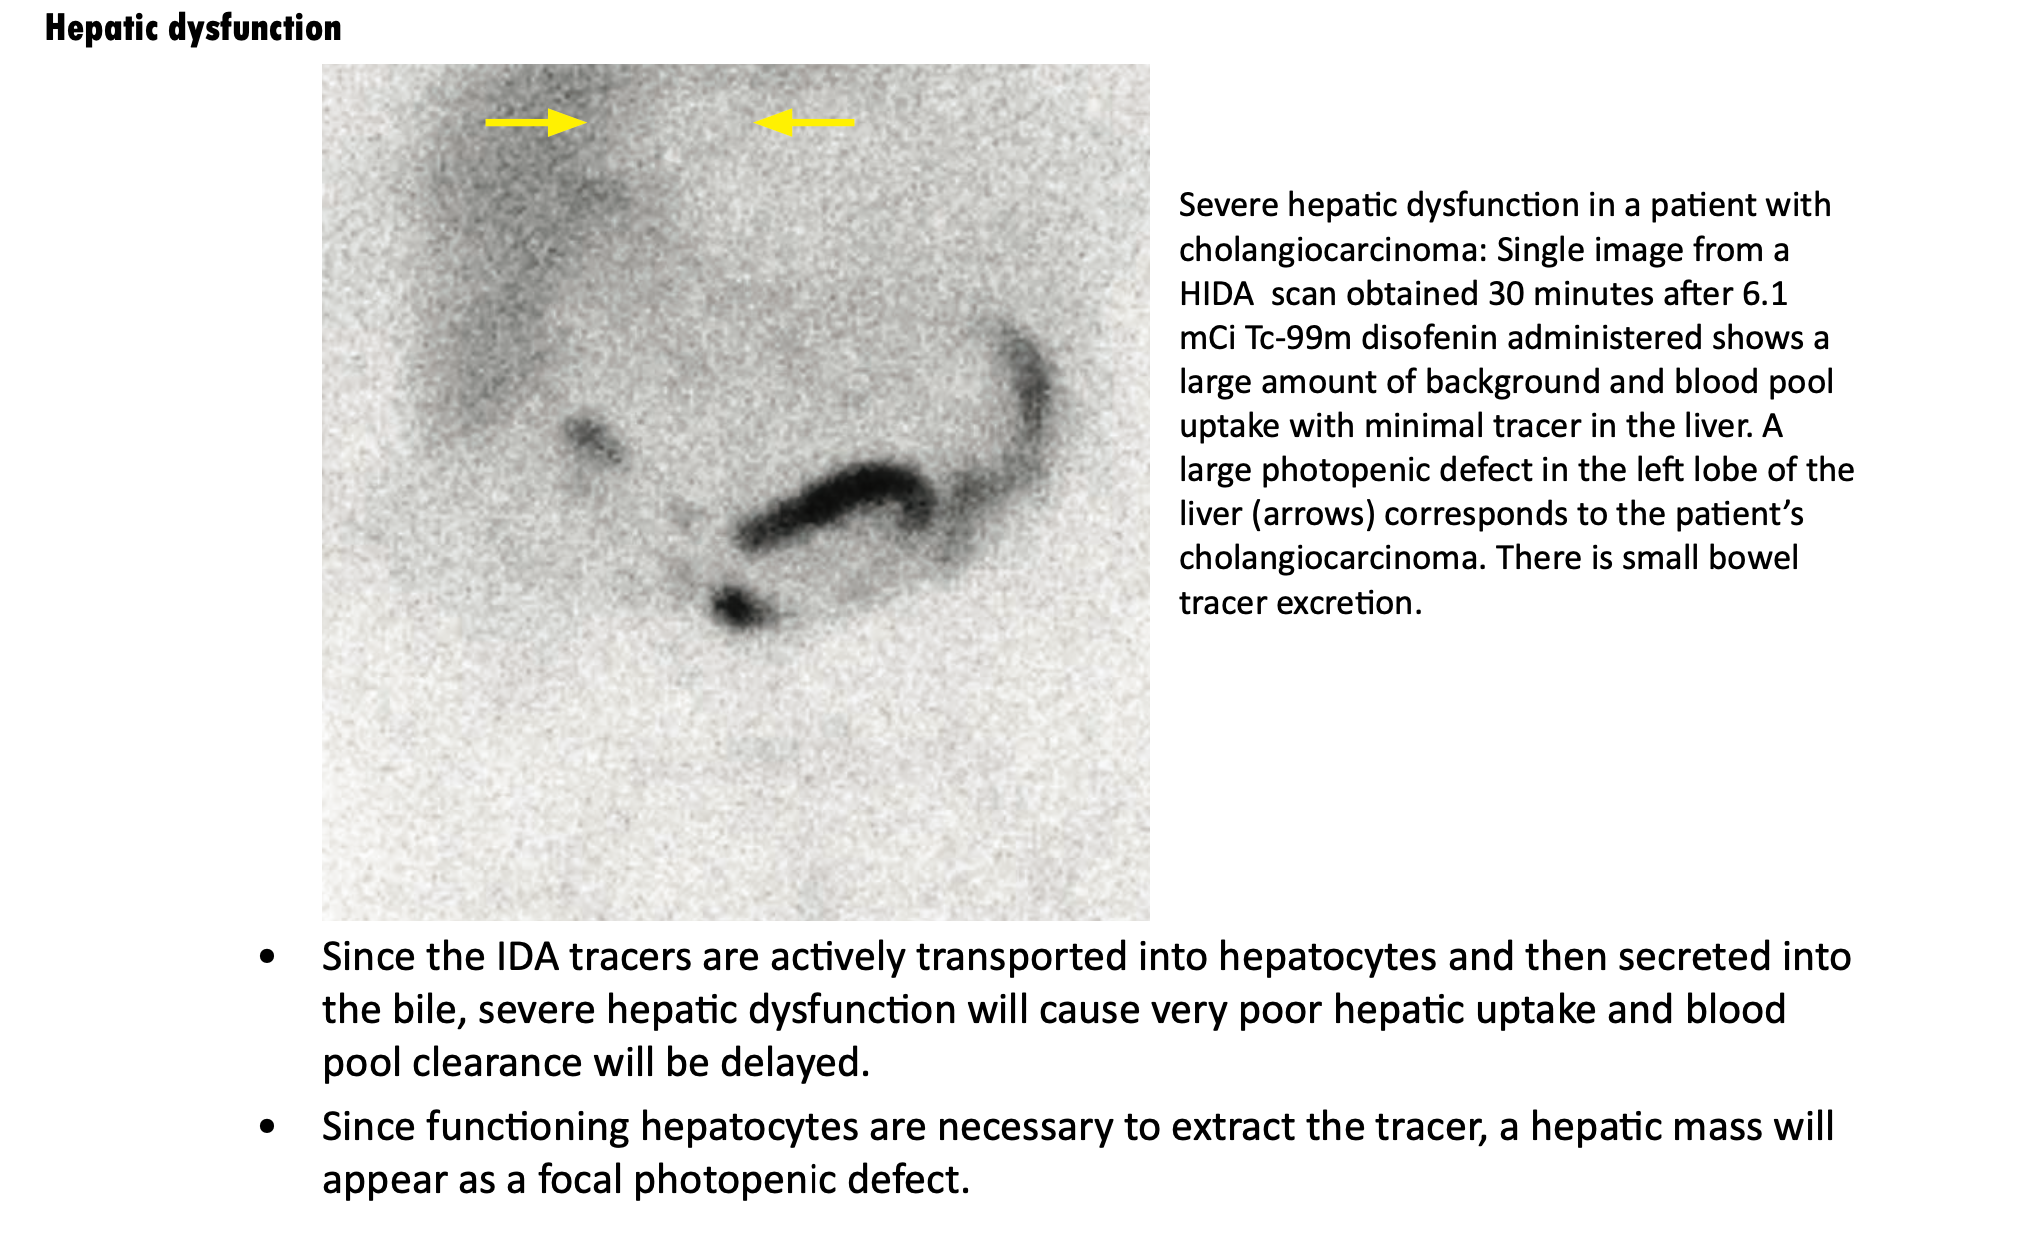 Hepatic dysfunction
Severe hepatic dysfunction in a patient with
cholangiocarcinoma: Single image from a
HIDA  scan obtained 30 minutes after 6.1
mCi Tc-99m disofenin administered shows a
large amount of background and blood pool
uptake with minimal tracer in the liver. A
large photopenic defect in the left lobe of the
liver (arrows) corresponds to the patient’s
cholangiocarcinoma. There is small bowel
tracer excretion.
• Since the IDA tracers are actively transported into hepatocytes and then secreted into
the bile, severe hepatic dysfunction will cause very poor hepatic uptake and blood
pool clearance will be delayed.
• Since functioning hepatocytes are necessary to extract the tracer, a hepatic mass will
appear as a focal photopenic defect.